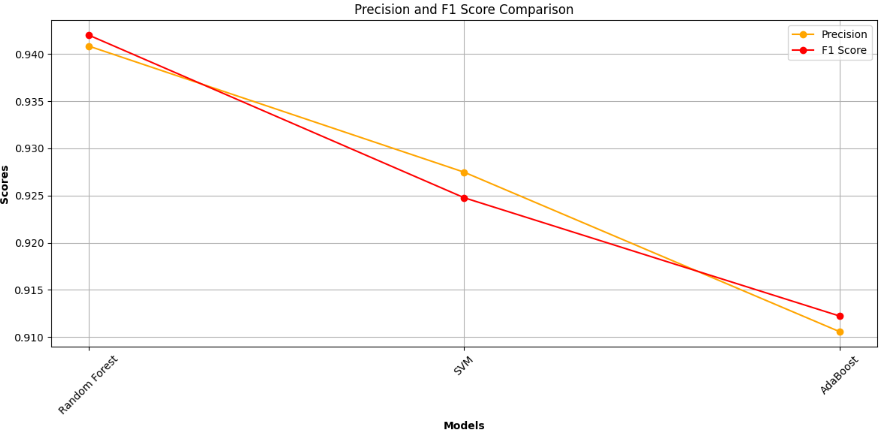 Precision and F1 Score Comparison
Precision
F1 Score
0.940
0.935
0.930
0.925
0.920
0.915
0.910
Scores
Random Forest
SVM
AdaBoost
Models